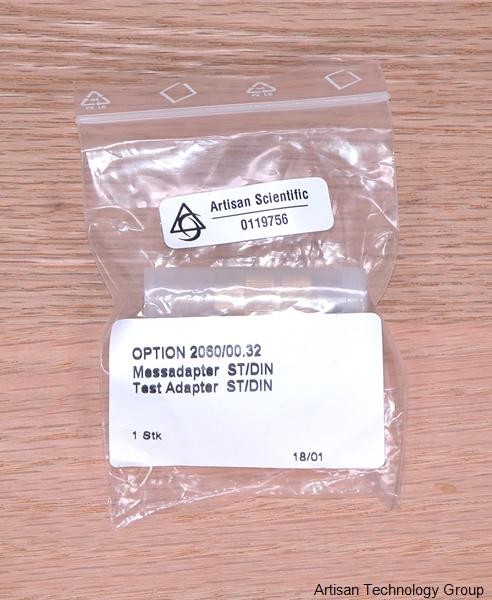 Artisan Scientific
0119756
OPTION 2060/00.32
Messadapter ST/DIN
Test Adapter ST/DIN
1 Stk
18/01
Artisan Technology Group